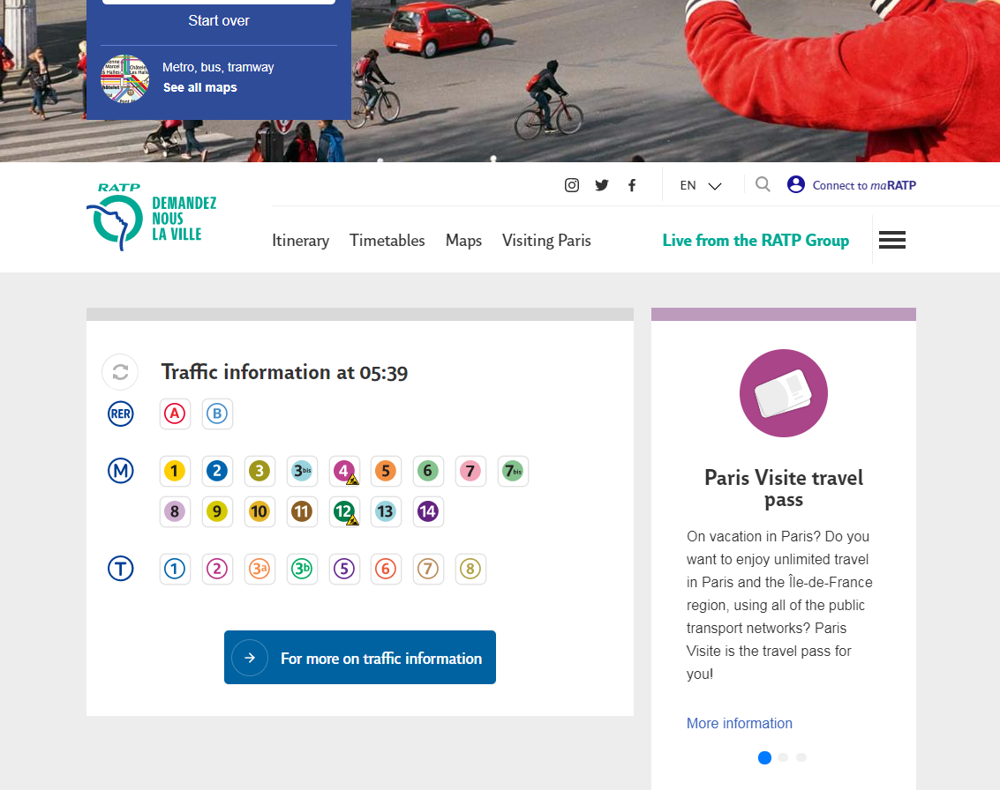 Start over
Metro, bus, tramway
See all maps
RATP
DEMANDEZ
NOUS
LA VILLE
EN
Connect to maRATP
Itinerary Timetables Maps Visiting Paris Live from the RATP Group
Traffic information at 05:39
RER A B
M 1 2 3 3bis 4 5 6 7 7bis
8 9 10 11 12 13 14
T 1 2 3a 3b 5 6 7 8
For more on traffic information
Paris Visite travel
pass
On vacation in Paris? Do you
want to enjoy unlimited travel
in Paris and the Île-de-France
region, using all of the public
transport networks? Paris
Visite is the travel pass for
you!
More information